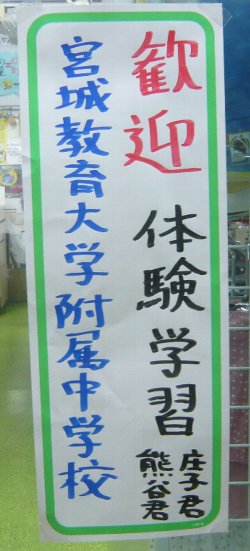 歓迎 体験学習
庄子君
熊谷君
宮城教育大学附属中学校